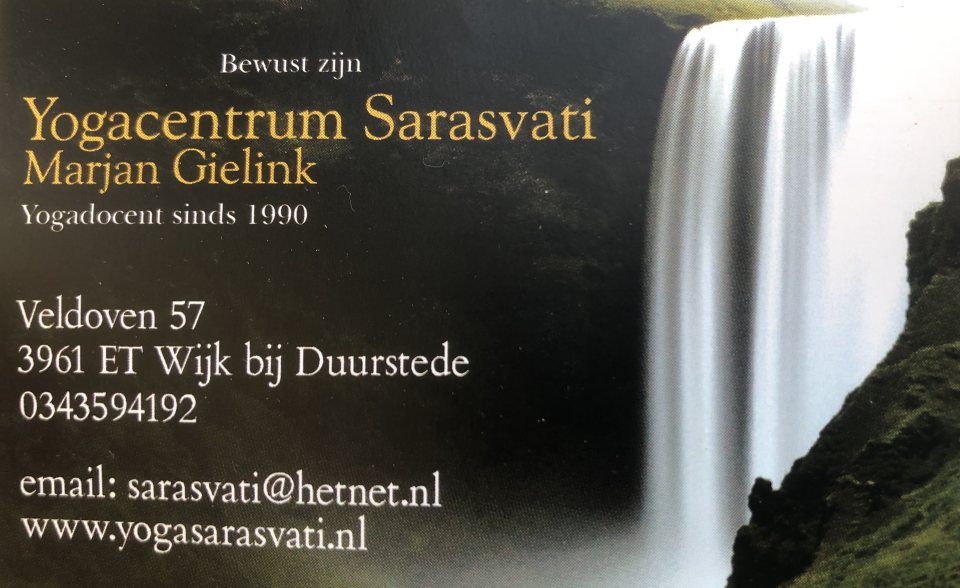 Bewust zijn
Yogacentrum Sarasvati
Marjan Gielink
Yogadocent sinds 1990
Veldoven 57
3961 ET Wijk bij Duurstede
0343594192
email: sarasvati@hetnet.nl
www.yogasarasvati.nl